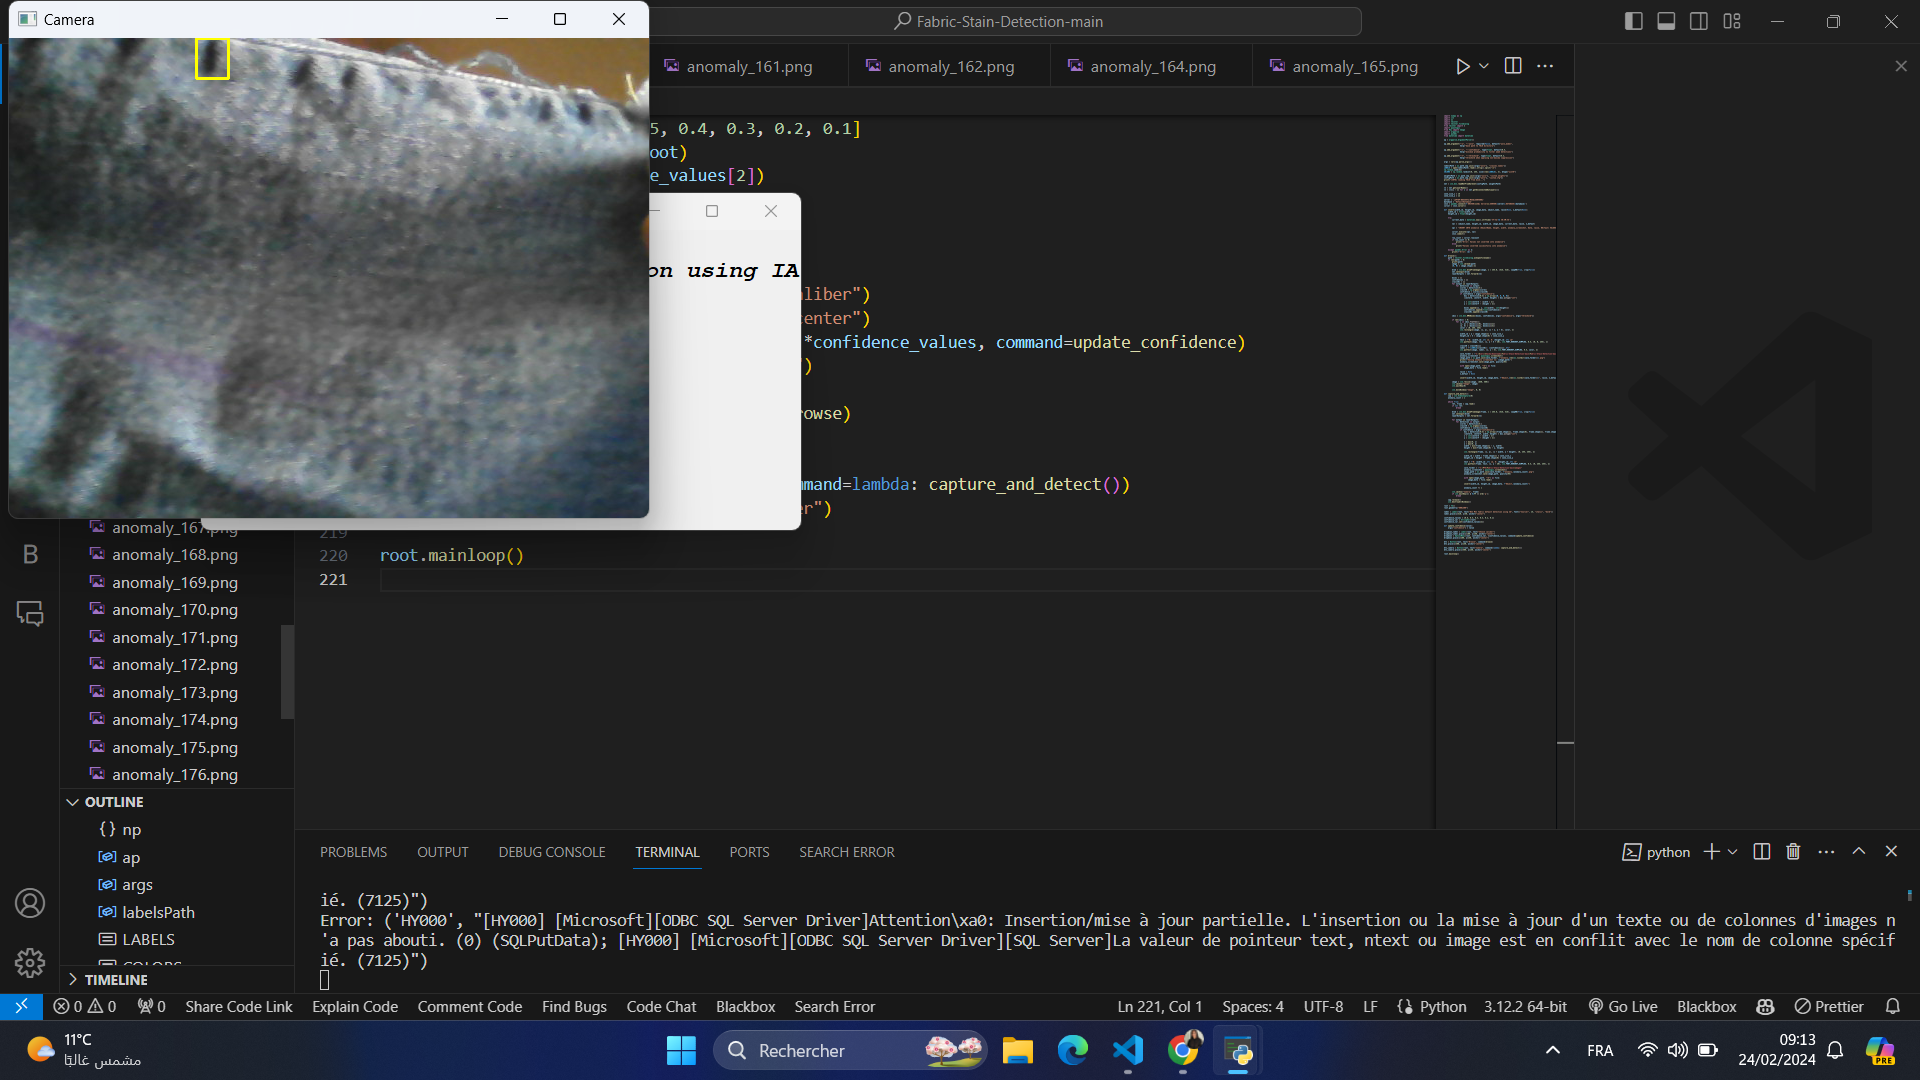 Camera
Fabric-Stain-Detection-main
anomaly_161.png
anomaly_162.png
anomaly_164.png
anomaly_165.png
5, 0.4, 0.3, 0.2, 0.1]
oot)
e_values[2])
on using IA
liber")
center")
*confidence_values, command=update_confidence)
)
rowse)
mmand=lambda: capture_and_detect())
er")
219
220 root.mainloop()
221
anomaly_167.png
anomaly_168.png
anomaly_169.png
anomaly_170.png
anomaly_171.png
anomaly_172.png
anomaly_173.png
anomaly_174.png
anomaly_175.png
anomaly_176.png
OUTLINE
{} np
ap
args
labelsPath
LABELS
COLORS
TIMELINE
PROBLEMS OUTPUT DEBUG CONSOLE TERMINAL PORTS SEARCH ERROR
python
ié. (7125)")
Error: ('HY000', "[HY000] [Microsoft][ODBC SQL Server Driver]Attention\xa0: Insertion/mise à jour partielle. L'insertion ou la mise à jour d'un texte ou de colonnes d'images n
'a pas abouti. (0) (SQLPutData); [HY000] [Microsoft][ODBC SQL Server Driver][SQL Server]La valeur de pointeur text, ntext ou image est en conflit avec le nom de colonne spécif
ié. (7125)")
0 0 0 Share Code Link Explain Code Comment Code Find Bugs Code Chat Blackbox Search Error
Ln 221, Col 1 Spaces: 4 UTF-8 LF {} Python 3.12.2 64-bit Go Live Blackbox Prettier
11°C
مشمس غالبًا
Rechercher
FRA
09:13
24/02/2024
PRE